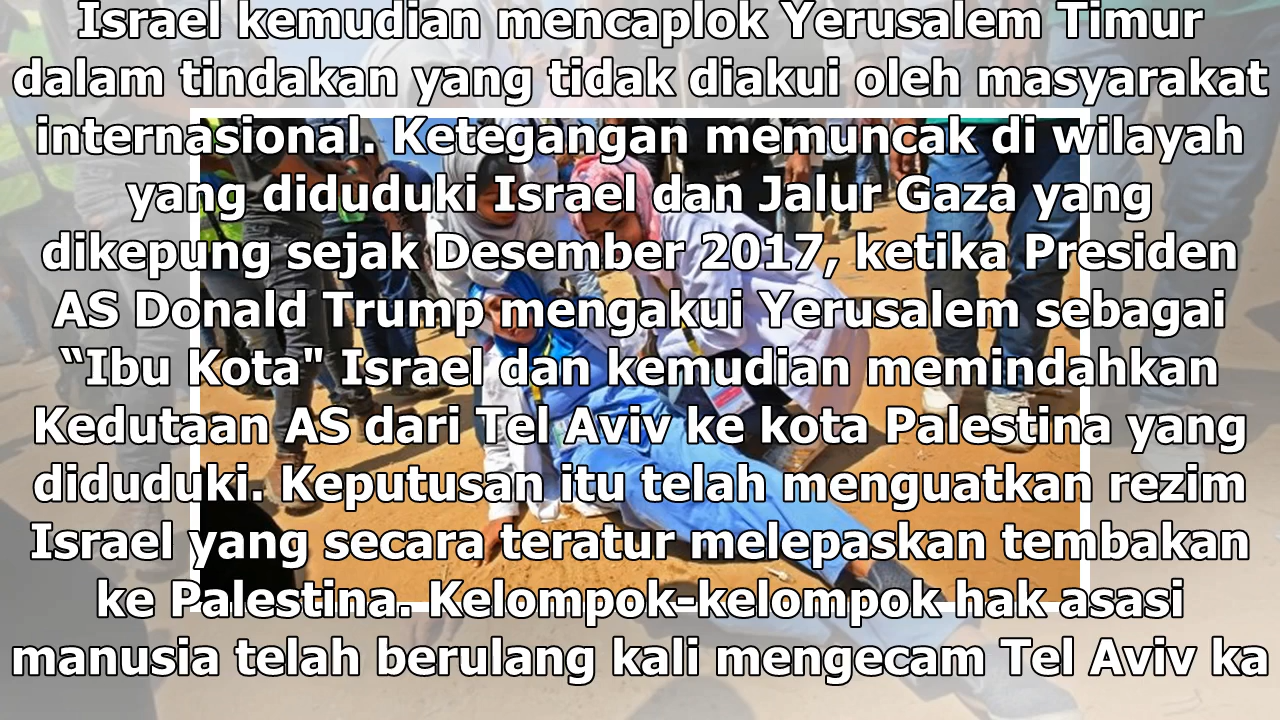 Israel kemudian mencaplok Yerusalem Timur
dalam tindakan yang tidak diakui oleh masyarakat
internasional. Ketegangan memuncak di wilayah
yang diduduki Israel dan Jalur Gaza yang
dikepung sejak Desember 2017, ketika Presiden
AS Donald Trump mengakui Yerusalem sebagai
“Ibu Kota" Israel dan kemudian memindahkan
Kedutaan AS dari Tel Aviv ke kota Palestina yang
diduduki. Keputusan itu telah menguatkan rezim
Israel yang secara teratur melepaskan tembakan
ke Palestina. Kelompok-kelompok hak asasi
manusia telah berulang kali mengecam Tel Aviv ka